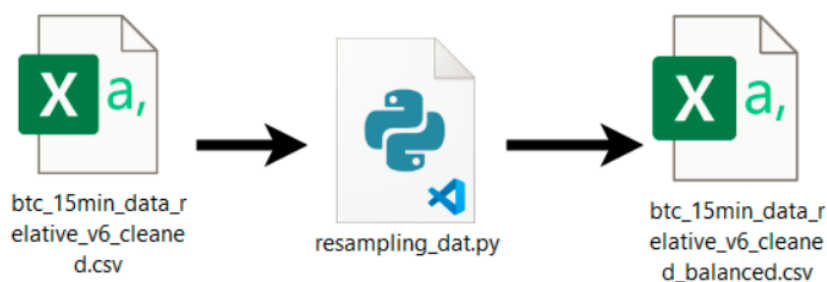 X a,
btc_15min_data_r
elative_v6_cleane
d.csv
resampling_dat.py
X a,
btc_15min_data_r
elative_v6_cleane
d_balanced.csv